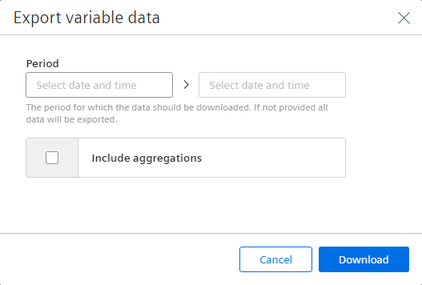 Export variable data
Period
Select date and time
Select date and time
The period for which the data should be downloaded. If not provided all
data will be exported.
Include aggregations
Cancel
Download